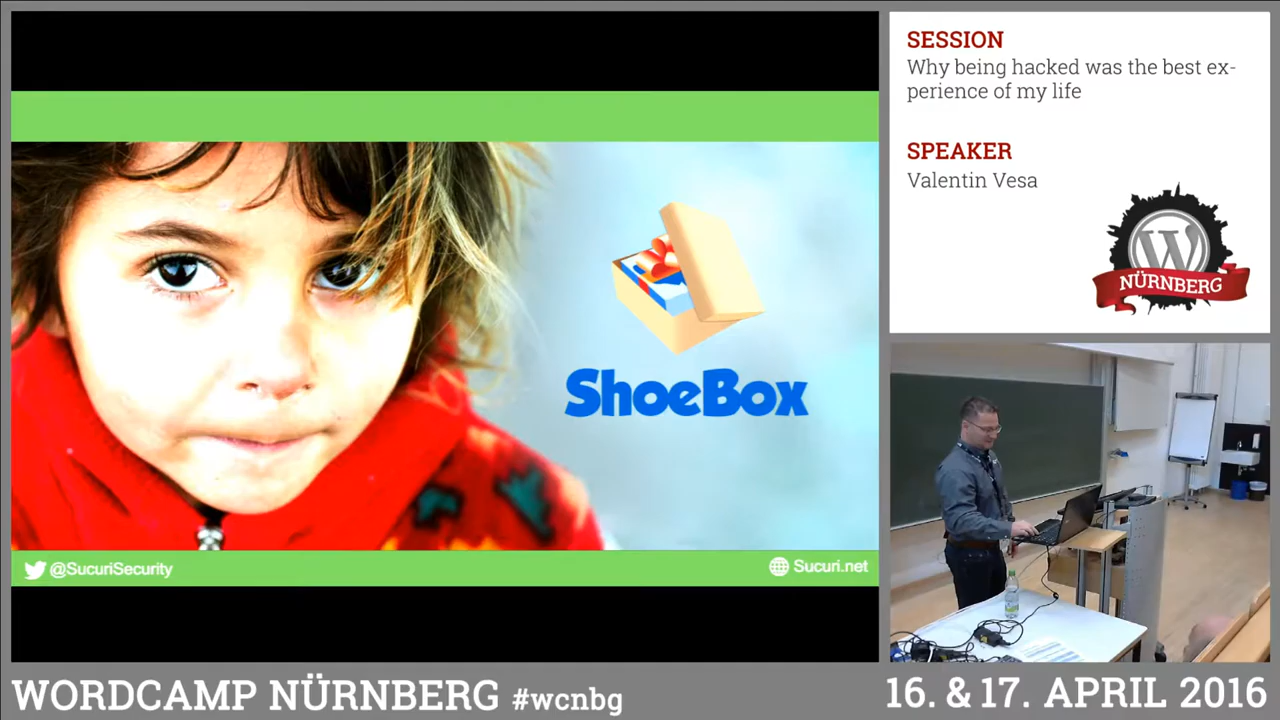 ShoeBox
@SucuriSecurity
Sucuri.net
SESSION
Why being hacked was the best ex-
perience of my life
SPEAKER
Valentin Vesa
W
NÜRNBERG
WORDCAMP NÜRNBERG #wcnbg
16. & 17. APRIL 2016